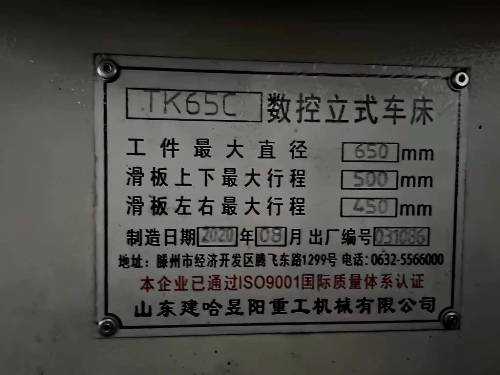 TK65C 数控立式车床
工件最大直径 650 mm
滑板上下最大行程 500 mm
滑板左右最大行程 450 mm
制造日期 2020 年 08 月 出厂编号 031086
地址：滕州市经济开发区腾飞东路1299号 电话：0632-5566000
本企业已通过ISO9001国际质量体系认证
山东建哈昱阳重工机械有限公司